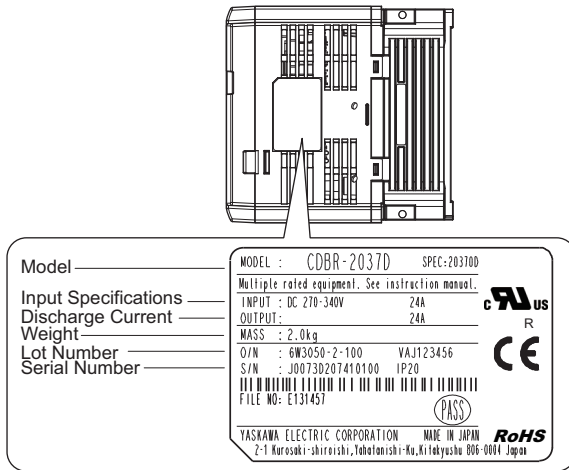 Model
Input Specifications
Discharge Current
Weight
Lot Number
Serial Number
MODEL : CDBR-2037D SPEC:20370D
Multiple rated equipment. See instruction manual.
INPUT : DC 270-340V 24A
OUTPUT: 24A
MASS : 2.0kg
O/N : 6W3050-2-100 VAJ123456
S/N : J0073D207410100 IP20
FILE NO: E131457
PASS
YASKAWA ELECTRIC CORPORATION MADE IN JAPAN
2-1 Kurosaki-shiroishi,Yahatanishi-Ku,Kitakyushu 806-0004 Japan
c RU us
R
CE
RoHS